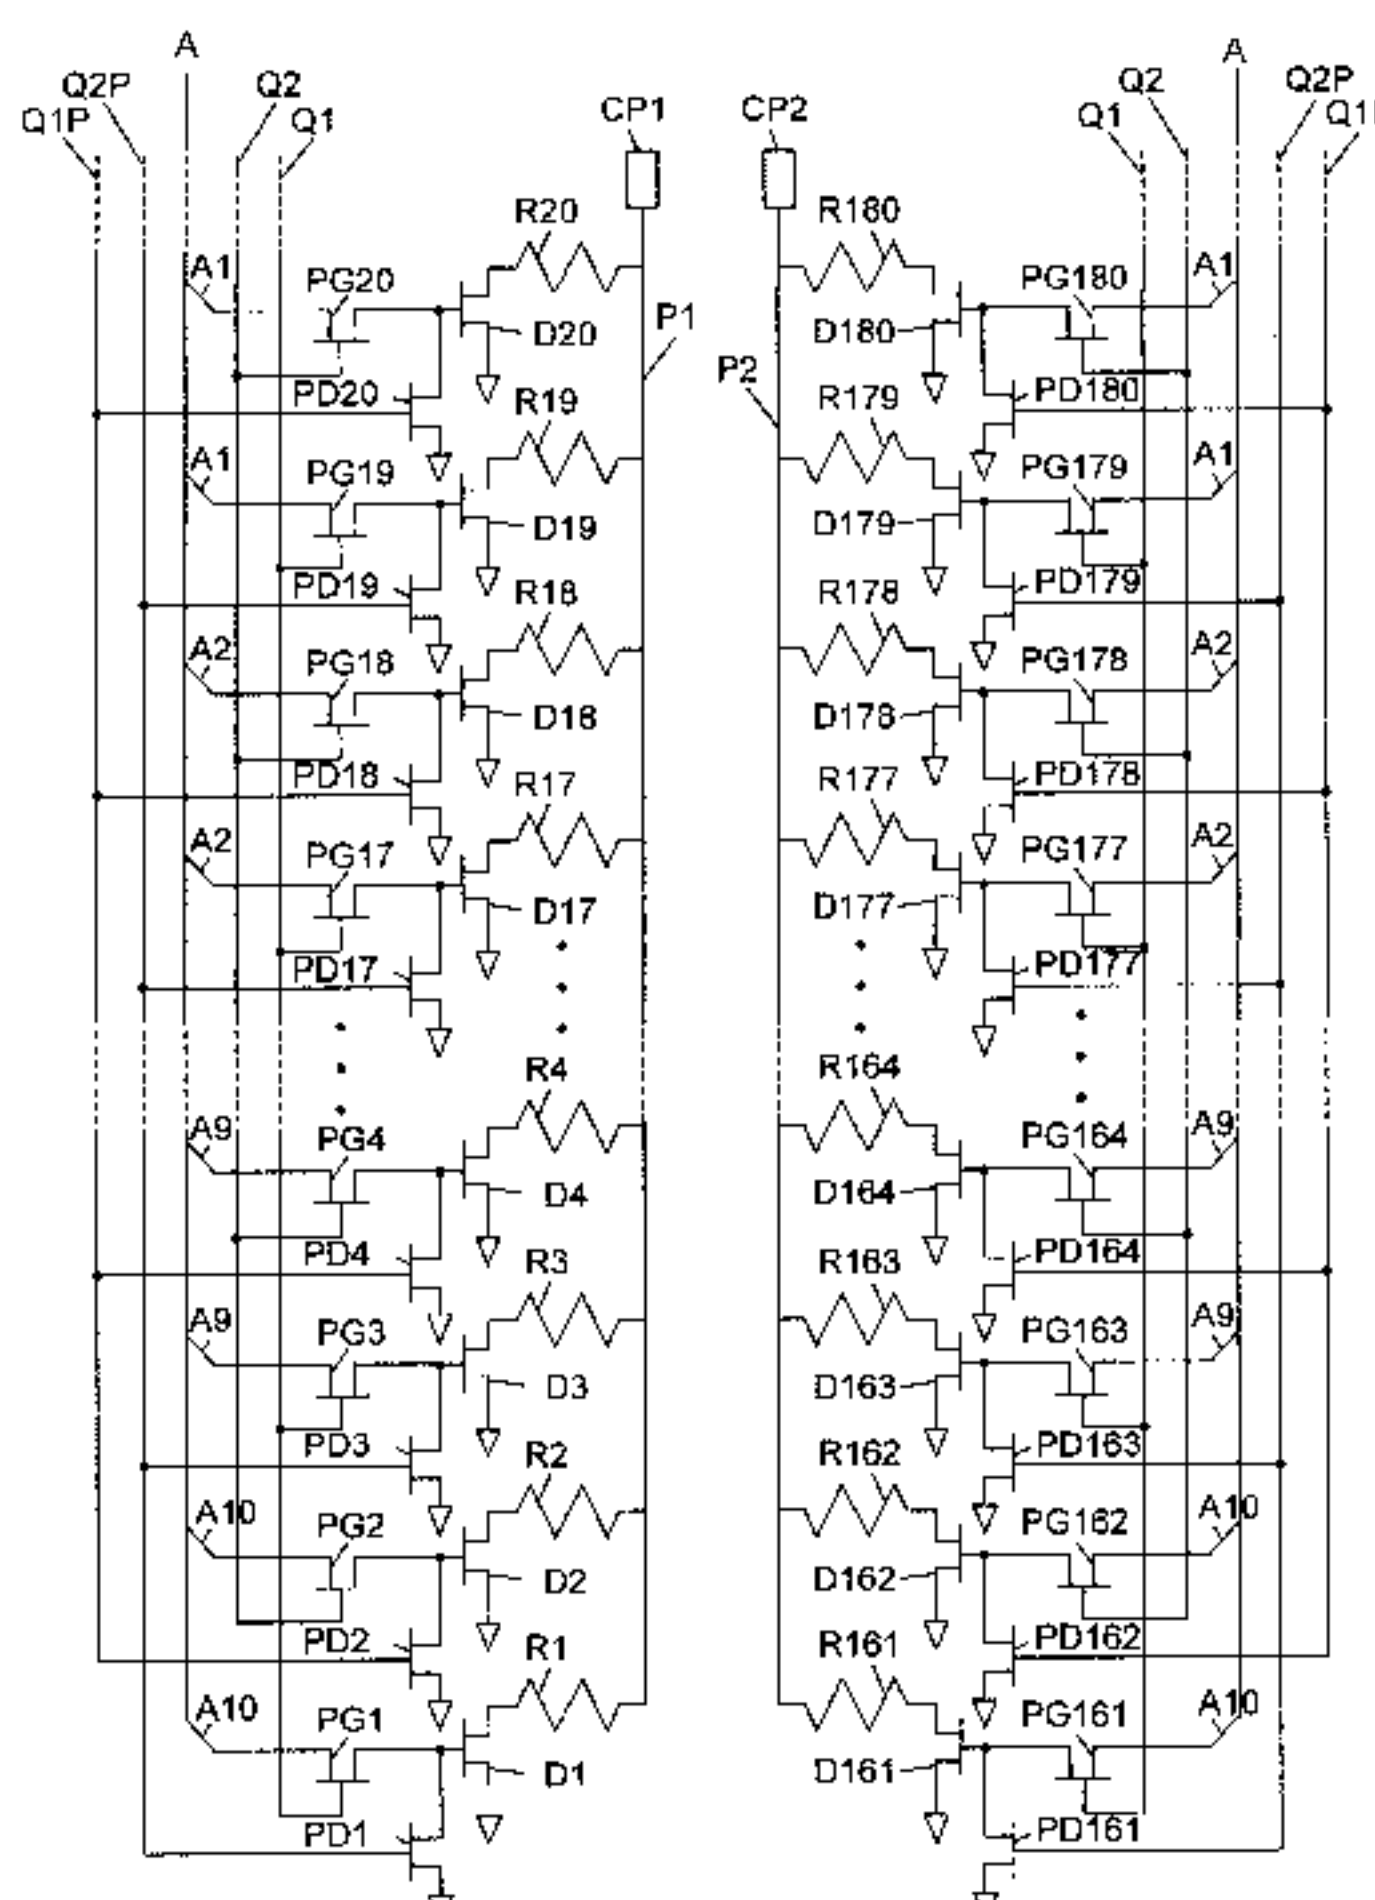 A A
Q2P Q2 Q2 Q2P
Q1P Q1 CP1 CP2 Q1 Q1
R20 R180
A1 PG20 PG180 A1
P1
D20 D180
P2
PD20 PD180
R19 R179
A1 PG19 PG179 A1
D19 D179
PD19 PD179
R18 R178
A2 PG18 PG178 A2
D18 D178
PD18 PD178
R17 R177
A2 PG17 PG177 A2
D17 D177
PD17 PD177
R4 R164
A9 PG4 PG164 A9
D4 D164
PD4 PD164
R3 R163
A9 PG3 PG163 A9
D3 D163
PD3 PD163
R2 R162
A10 PG2 PG162 A10
D2 D162
PD2 PD162
R1 R161
A10 PG1 PG161 A10
D1 D161
PD1 PD161